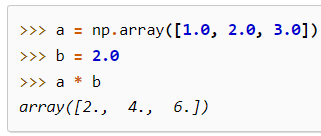 >>> a = np.array([1.0, 2.0, 3.0])
>>> b = 2.0
>>> a * b
array([2.,  4.,  6.])